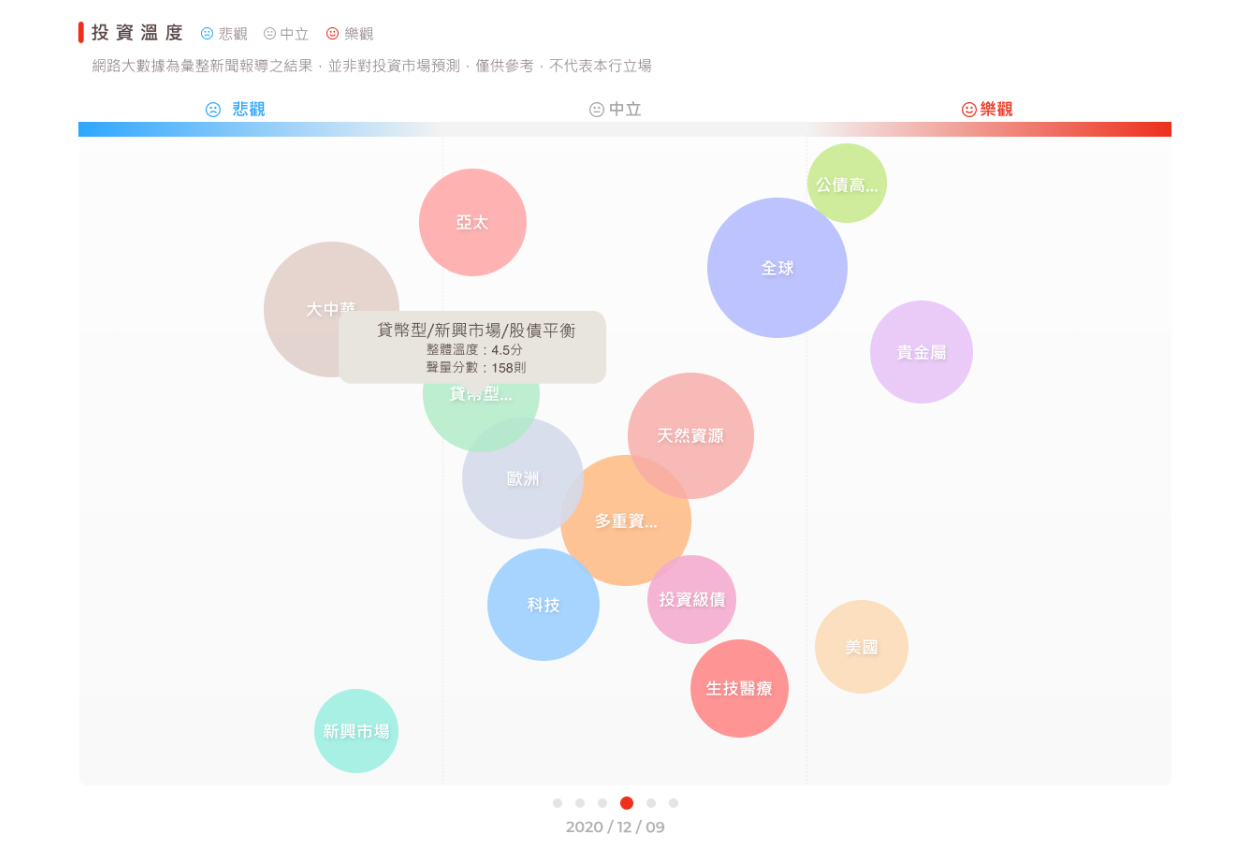 投資溫度 悲觀 中立 樂觀
網路大數據為彙整新聞報導之結果，並非對投資市場預測，僅供參考，不代表本行立場
悲觀 中立 樂觀
公債高...
亞太
全球
大中華
貨幣型/新興市場/股債平衡
整體溫度：4.5分
聲量分數：158則
貴金屬
貨幣型...
天然資源
歐洲
多重資...
科技
投資級債
美國
生技醫療
新興市場
2020 / 12 / 09